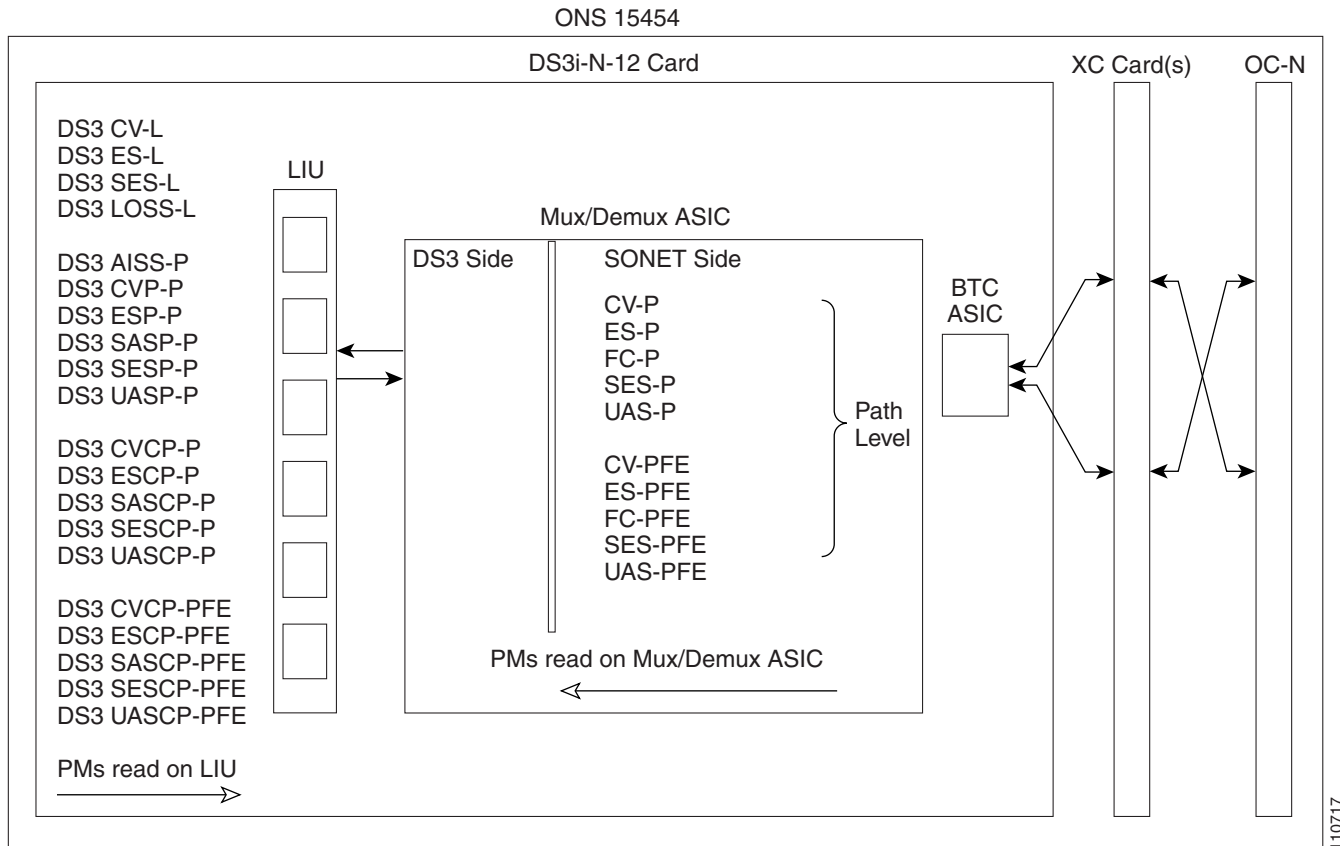 ONS 15454
DS3i-N-12 Card
XC Card(s)
OC-N
DS3 CV-L
DS3 ES-L
DS3 SES-L
DS3 LOSS-L
DS3 AISS-P
DS3 CVP-P
DS3 ESP-P
DS3 SASP-P
DS3 SESP-P
DS3 UASP-P
DS3 CVCP-P
DS3 ESCP-P
DS3 SASCP-P
DS3 SESCP-P
DS3 UASCP-P
DS3 CVCP-PFE
DS3 ESCP-PFE
DS3 SASCP-PFE
DS3 SESCP-PFE
DS3 UASCP-PFE
PMs read on LIU
LIU
Mux/Demux ASIC
DS3 Side
SONET Side
CV-P
ES-P
FC-P
SES-P
UAS-P
CV-PFE
ES-PFE
FC-PFE
SES-PFE
UAS-PFE
Path
Level
PMs read on Mux/Demux ASIC
BTC
ASIC
110717